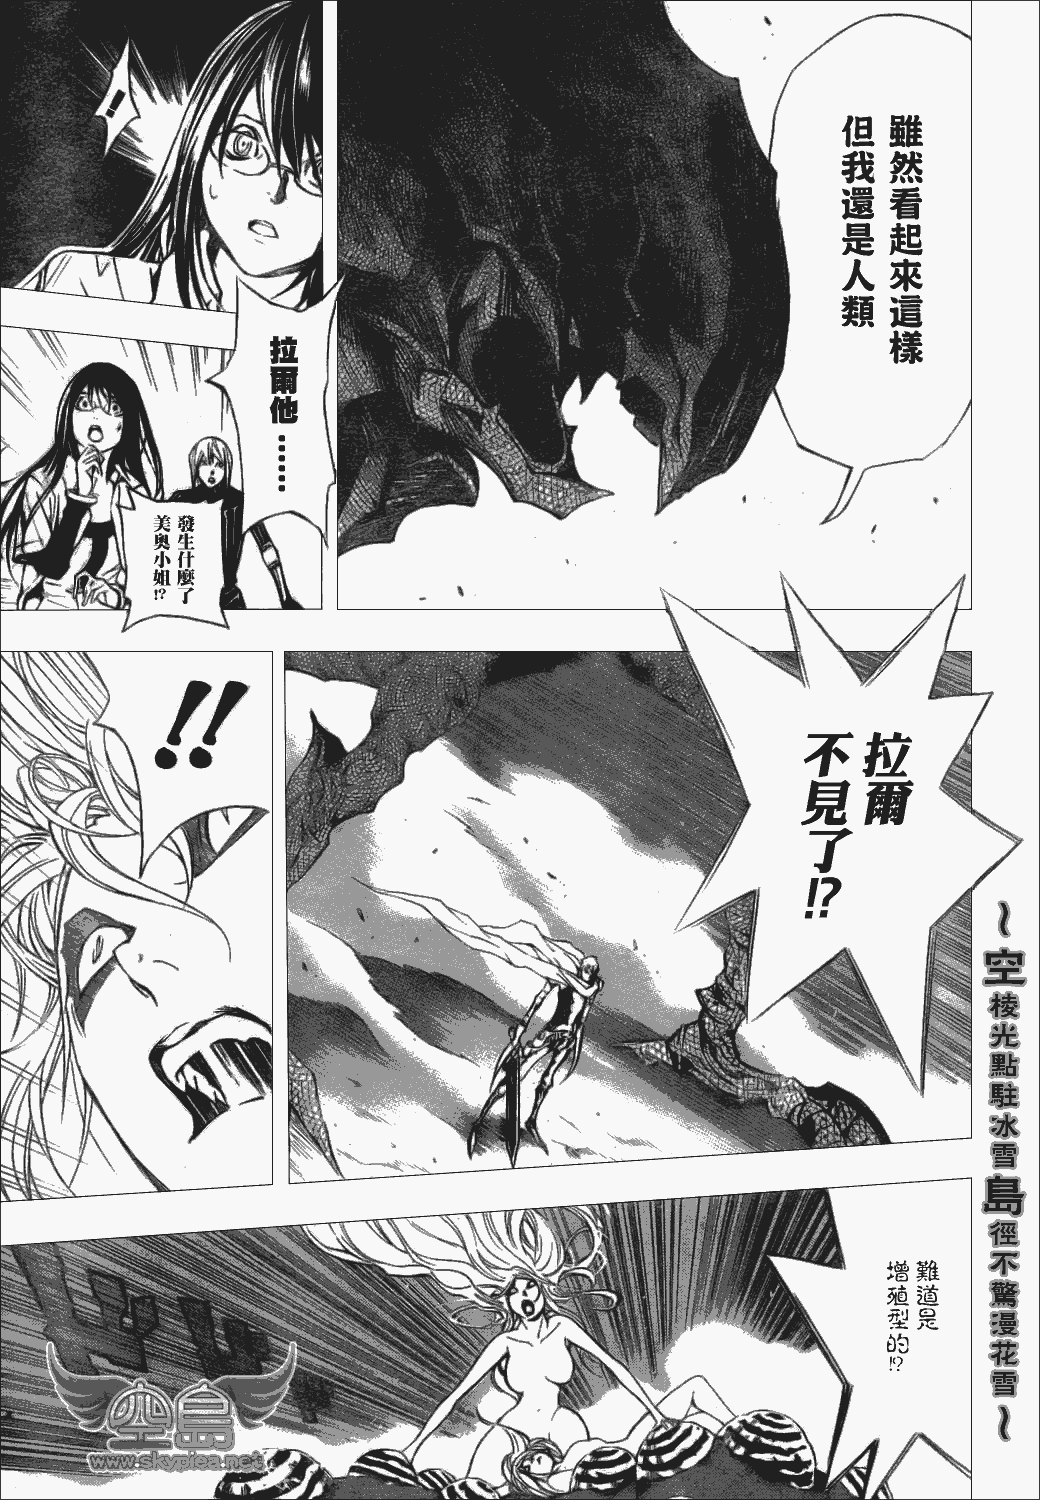 雖然看起來這樣
但我還是人類
!
拉爾他……
發生什麼了
美奧小姐!?
拉爾
不見了!?
!!
難道是
增殖型的!?
~空棱光點駐冰雪島徑不驚漫花雪~
空島
www.skypiea.net